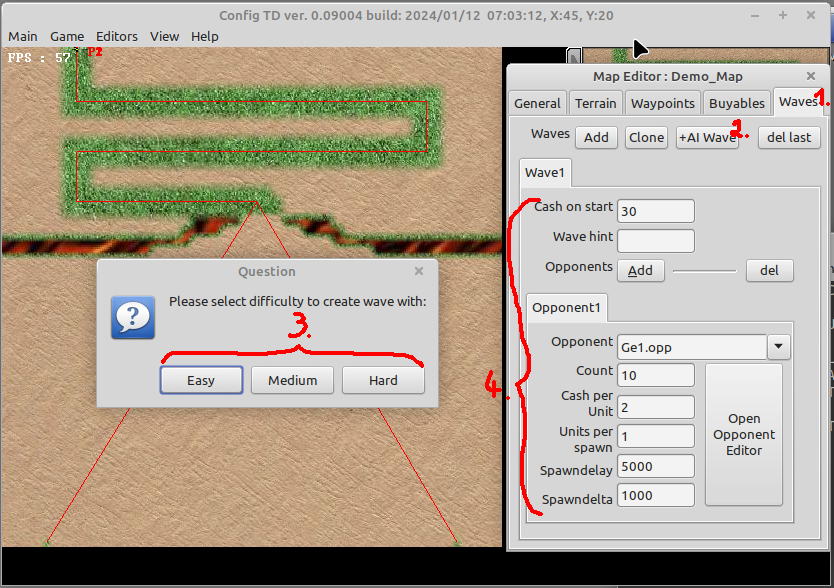 Config TD ver. 0.09004 build: 2024/01/12 07:03:12, X:45, Y:20
Main Game Editors View Help
FPS : 57
P2
Map Editor : Demo_Map
General Terrain Waypoints Buyables Waves 1.
Waves Add Clone +AI Wave 2. del last
Wave1
Cash on start 30
Wave hint
Opponents Add del
Opponent1
Opponent Ge1.opp
Count 10
Cash per Unit 2
Units per spawn 1
Spawndelay 5000
Spawndelta 1000
Open
Opponent
Editor
4.
Question
Please select difficulty to create wave with:
3.
Easy Medium Hard